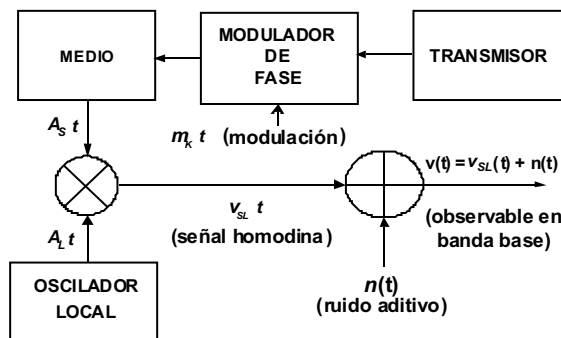 MEDIO
MODULADOR
DE
FASE
TRANSMISOR
A_S t
m_K t (modulación)
v(t) = v_SL(t) + n(t)
A_L t
v_SL t
(señal homodina)
(observable en
banda base)
OSCILADOR
LOCAL
n(t)
(ruido aditivo)